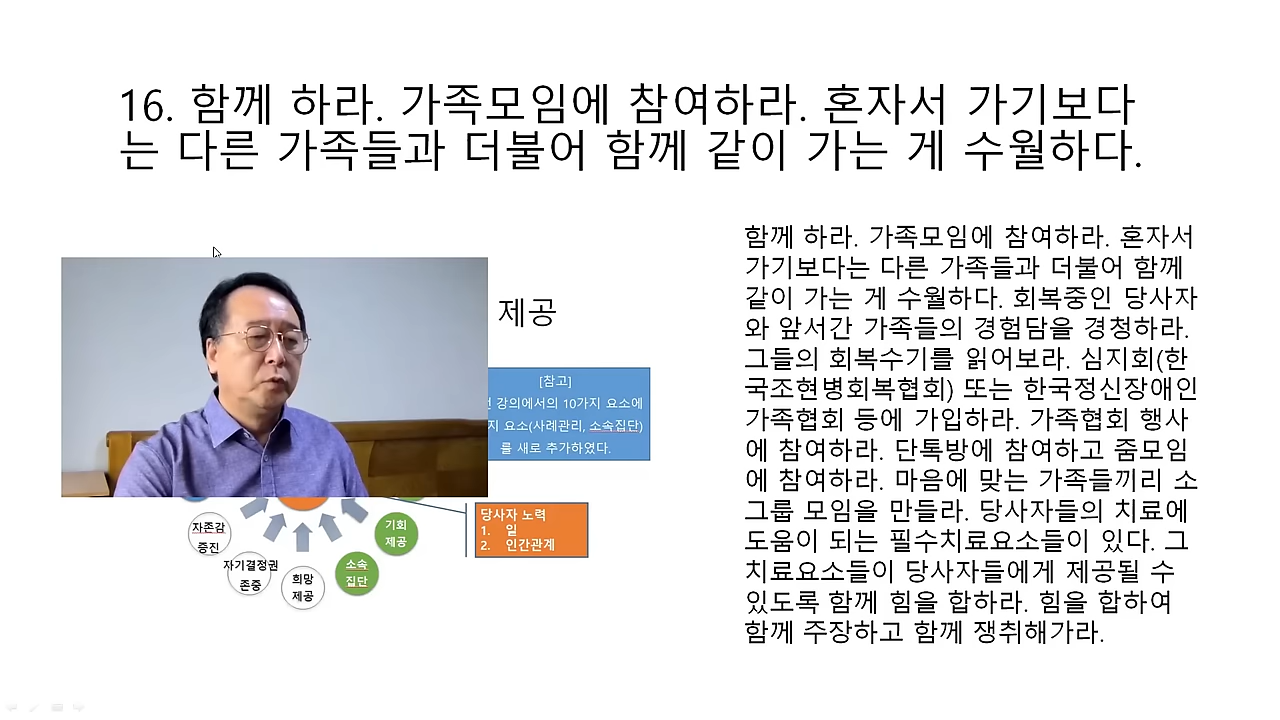 16. 함께 하라. 가족모임에 참여하라. 혼자서 가기보다
는 다른 가족들과 더불어 함께 같이 가는 게 수월하다.
제공
[참고]
강의에서의 10가지 요소에
요소(사례관리, 소속집단)
를 새로 추가하였다.
당사자 노력
1. 일
2. 인간관계
자존감
증진
자기결정권
존중
희망
제공
소속
집단
기회
제공
함께 하라. 가족모임에 참여하라. 혼자서
가기보다는 다른 가족들과 더불어 함께
같이 가는 게 수월하다. 회복중인 당사자
와 앞서간 가족들의 경험담을 경청하라.
그들의 회복수기를 읽어보라. 심지회(한
국조현병회복협회) 또는 한국정신장애인
가족협회 등에 가입하라. 가족협회 행사
에 참여하라. 단톡방에 참여하고 줌모임
에 참여하라. 마음에 맞는 가족들끼리 소
그룹 모임을 만들라. 당사자들의 치료에
도움이 되는 필수치료요소들이 있다. 그
치료요소들이 당사자들에게 제공될 수
있도록 함께 힘을 합하라. 힘을 합하여
함께 주장하고 함께 쟁취해가라.